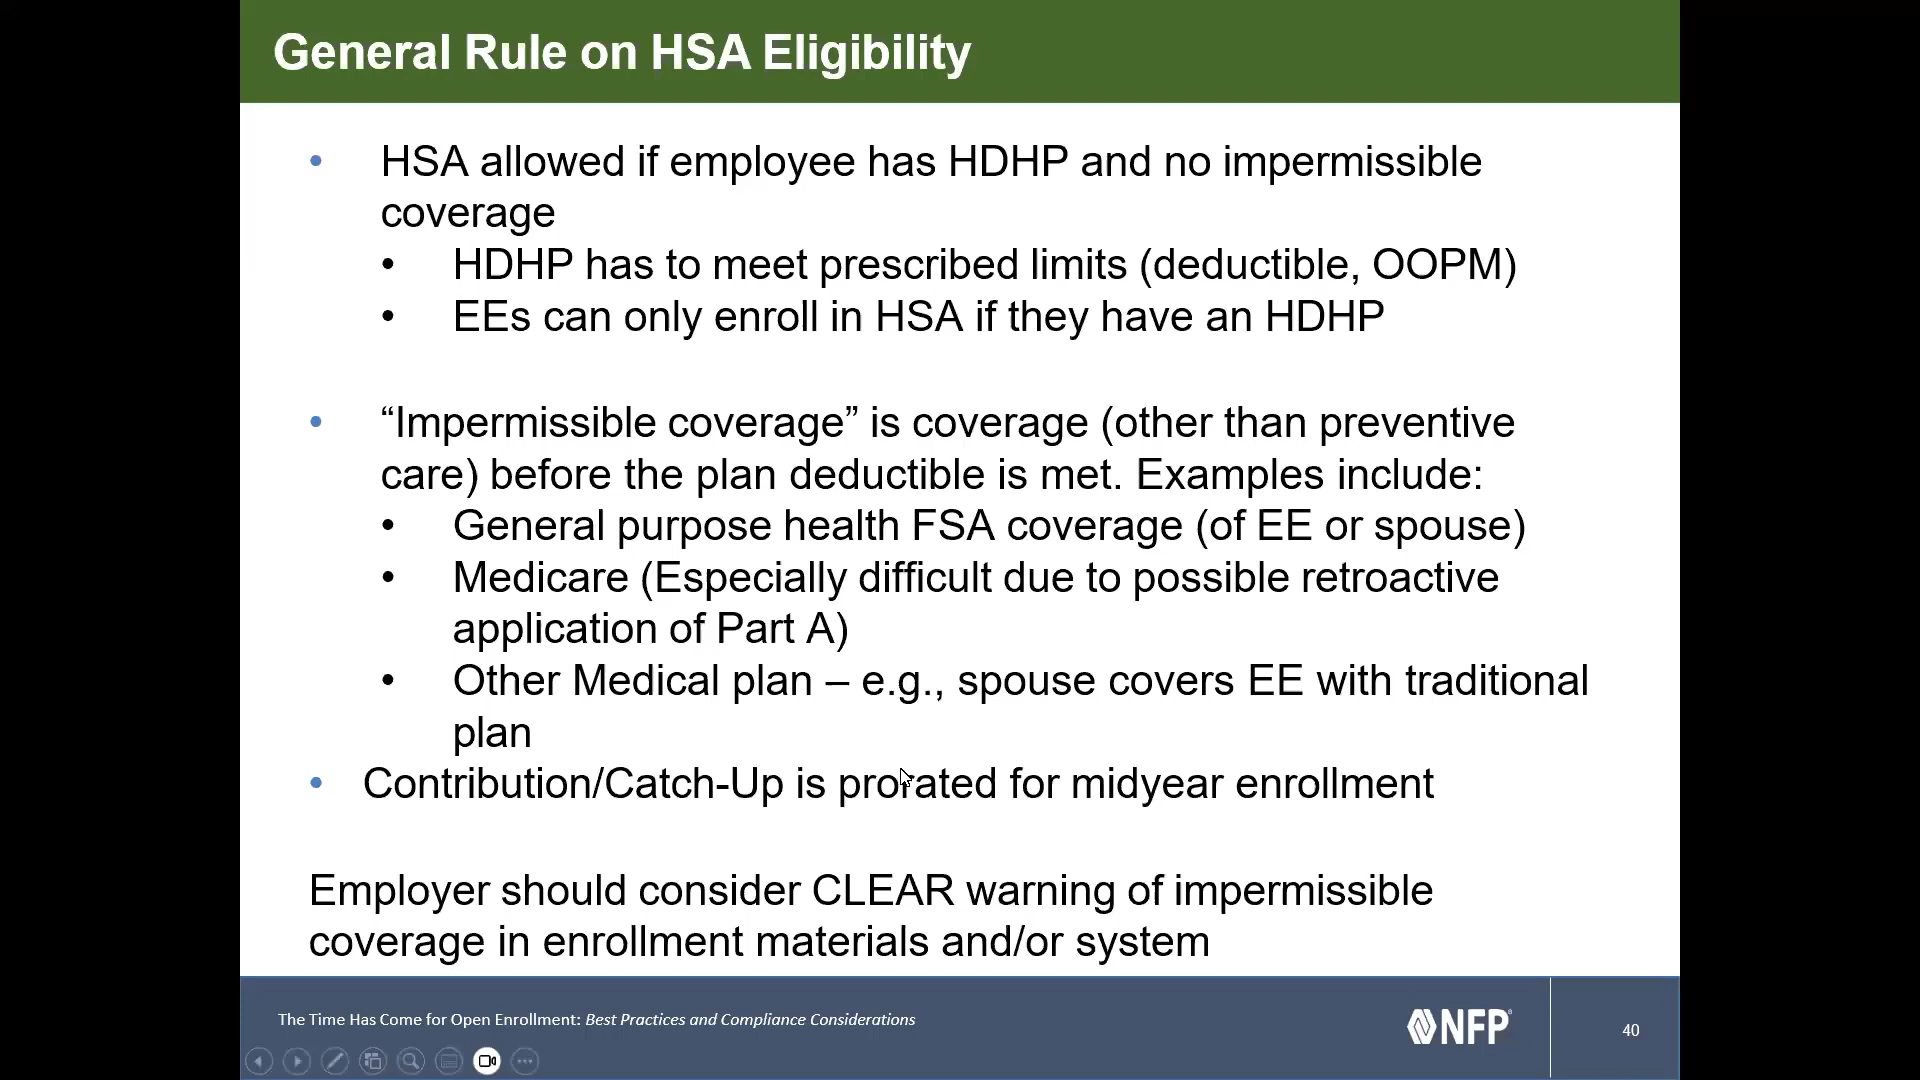 General Rule on HSA Eligibility
• HSA allowed if employee has HDHP and no impermissible
coverage
• HDHP has to meet prescribed limits (deductible, OOPM)
• EEs can only enroll in HSA if they have an HDHP
• “Impermissible coverage” is coverage (other than preventive
care) before the plan deductible is met. Examples include:
• General purpose health FSA coverage (of EE or spouse)
• Medicare (Especially difficult due to possible retroactive
application of Part A)
• Other Medical plan – e.g., spouse covers EE with traditional
plan
• Contribution/Catch-Up is prorated for midyear enrollment
Employer should consider CLEAR warning of impermissible
coverage in enrollment materials and/or system
The Time Has Come for Open Enrollment: Best Practices and Compliance Considerations
NFP®
40